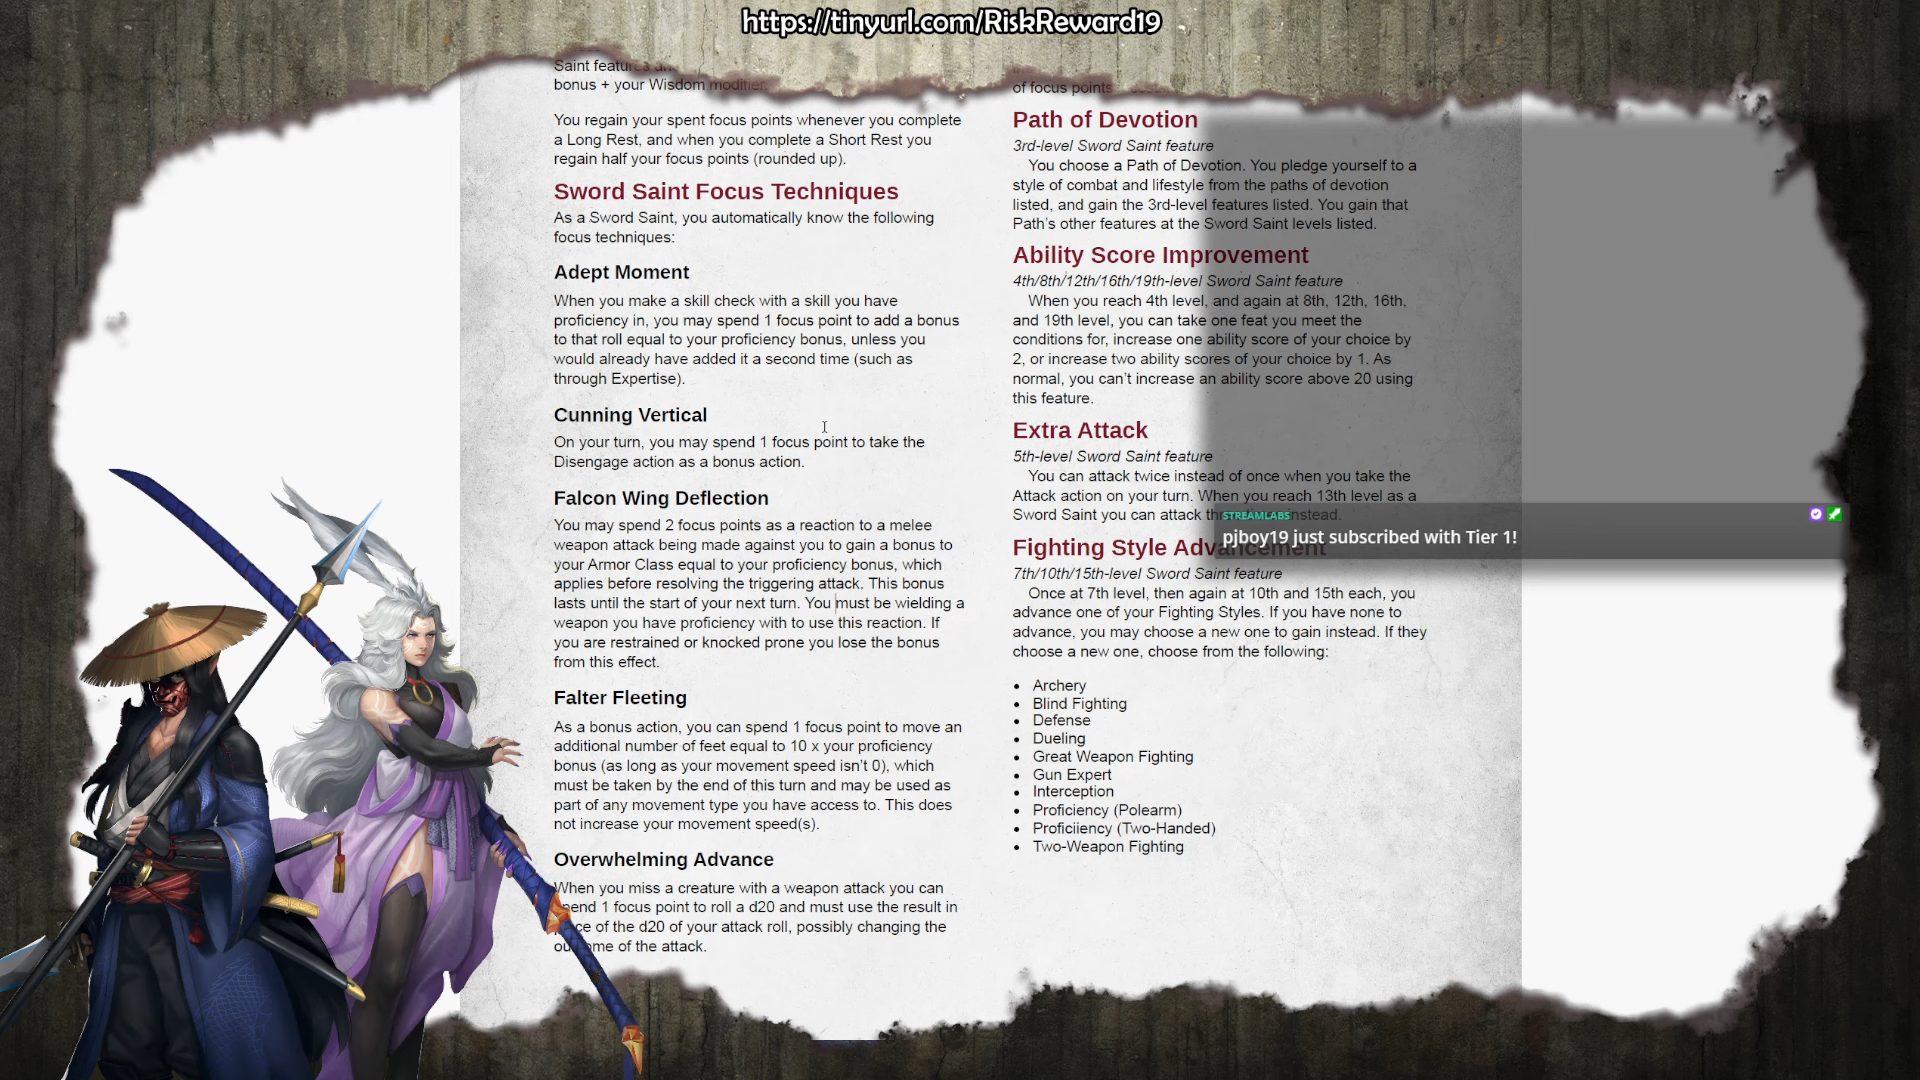 https://tinyurl.com/RiskReward19
Saint features
bonus + your Wisdom modifier
You regain your spent focus points whenever you complete
a Long Rest, and when you complete a Short Rest you
regain half your focus points (rounded up).
Sword Saint Focus Techniques
As a Sword Saint, you automatically know the following
focus techniques:
Adept Moment
When you make a skill check with a skill you have
proficiency in, you may spend 1 focus point to add a bonus
to that roll equal to your proficiency bonus, unless you
would already have added it a second time (such as
through Expertise).
Cunning Vertical
On your turn, you may spend 1 focus point to take the
Disengage action as a bonus action.
Falcon Wing Deflection
You may spend 2 focus points as a reaction to a melee
weapon attack being made against you to gain a bonus to
your Armor Class equal to your proficiency bonus, which
applies before resolving the triggering attack. This bonus
lasts until the start of your next turn. You must be wielding a
weapon you have proficiency with to use this reaction. If
you are restrained or knocked prone you lose the bonus
from this effect.
Falter Fleeting
As a bonus action, you can spend 1 focus point to move an
additional number of feet equal to 10 x your proficiency
bonus (as long as your movement speed isn't 0), which
must be taken by the end of this turn and may be used as
part of any movement type you have access to. This does
not increase your movement speed(s).
Overwhelming Advance
When you miss a creature with a weapon attack you can
spend 1 focus point to roll a d20 and must use the result in
place of the d20 of your attack roll, possibly changing the
outcome of the attack.
of focus points
Path of Devotion
3rd-level Sword Saint feature
You choose a Path of Devotion. You pledge yourself to a
style of combat and lifestyle from the paths of devotion
listed, and gain the 3rd-level features listed. You gain that
Path's other features at the Sword Saint levels listed.
Ability Score Improvement
4th/8th/12th/16th/19th-level Sword Saint feature
When you reach 4th level, and again at 8th, 12th, 16th,
and 19th level, you can take one feat you meet the
conditions for, increase one ability score of your choice by
2, or increase two ability scores of your choice by 1. As
normal, you can't increase an ability score above 20 using
this feature.
Extra Attack
5th-level Sword Saint feature
You can attack twice instead of once when you take the
Attack action on your turn. When you reach 13th level as a
Sword Saint you can attack instead.
STREAMLABS
pjboy19 just subscribed with Tier 1!
Fighting Style Advancement
7th/10th/15th-level Sword Saint feature
Once at 7th level, then again at 10th and 15th each, you
advance one of your Fighting Styles. If you have none to
advance, you may choose a new one to gain instead. If they
choose a new one, choose from the following:
• Archery
• Blind Fighting
• Defense
• Dueling
• Great Weapon Fighting
• Gun Expert
• Interception
• Proficiency (Polearm)
• Proficiiency (Two-Handed)
• Two-Weapon Fighting